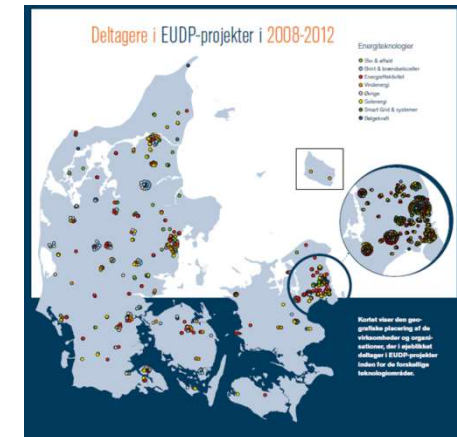 Deltagere i EUDP-projekter i 2008-2012
Energiteknologier
Bio & affald
Brint & brændselsceller
Energieffektivitet
Vindenergi
Øvrige
Solenergi
Smart Grid & systemer
Bølgekraft
Kortet viser den geo-
grafiske placering af de
virksomheder og organi-
sationer, der i øjeblikket
deltager i EUDP-projekter
inden for de forskellige
teknologiområder.